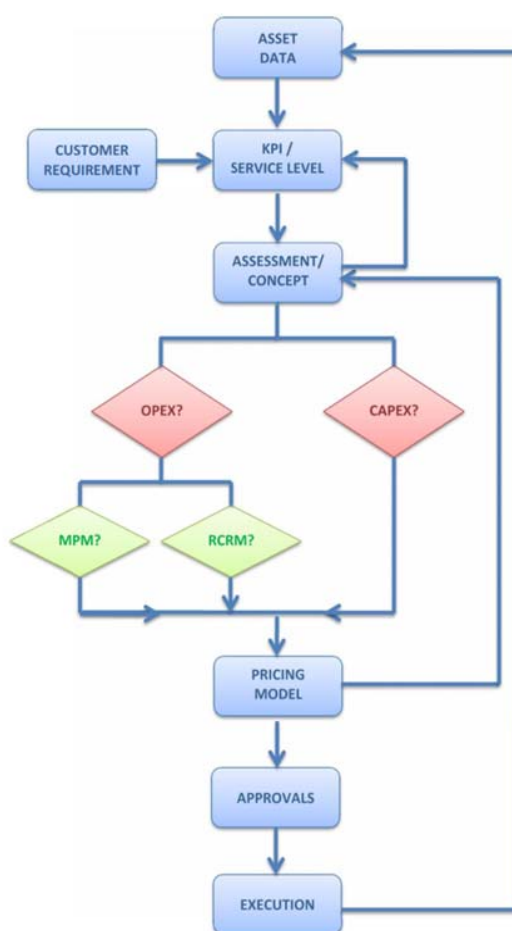 ASSET
DATA
CUSTOMER
REQUIREMENT
KPI /
SERVICE LEVEL
ASSESSMENT/
CONCEPT
OPEX?
CAPEX?
MPM?
RCRM?
PRICING
MODEL
APPROVALS
EXECUTION